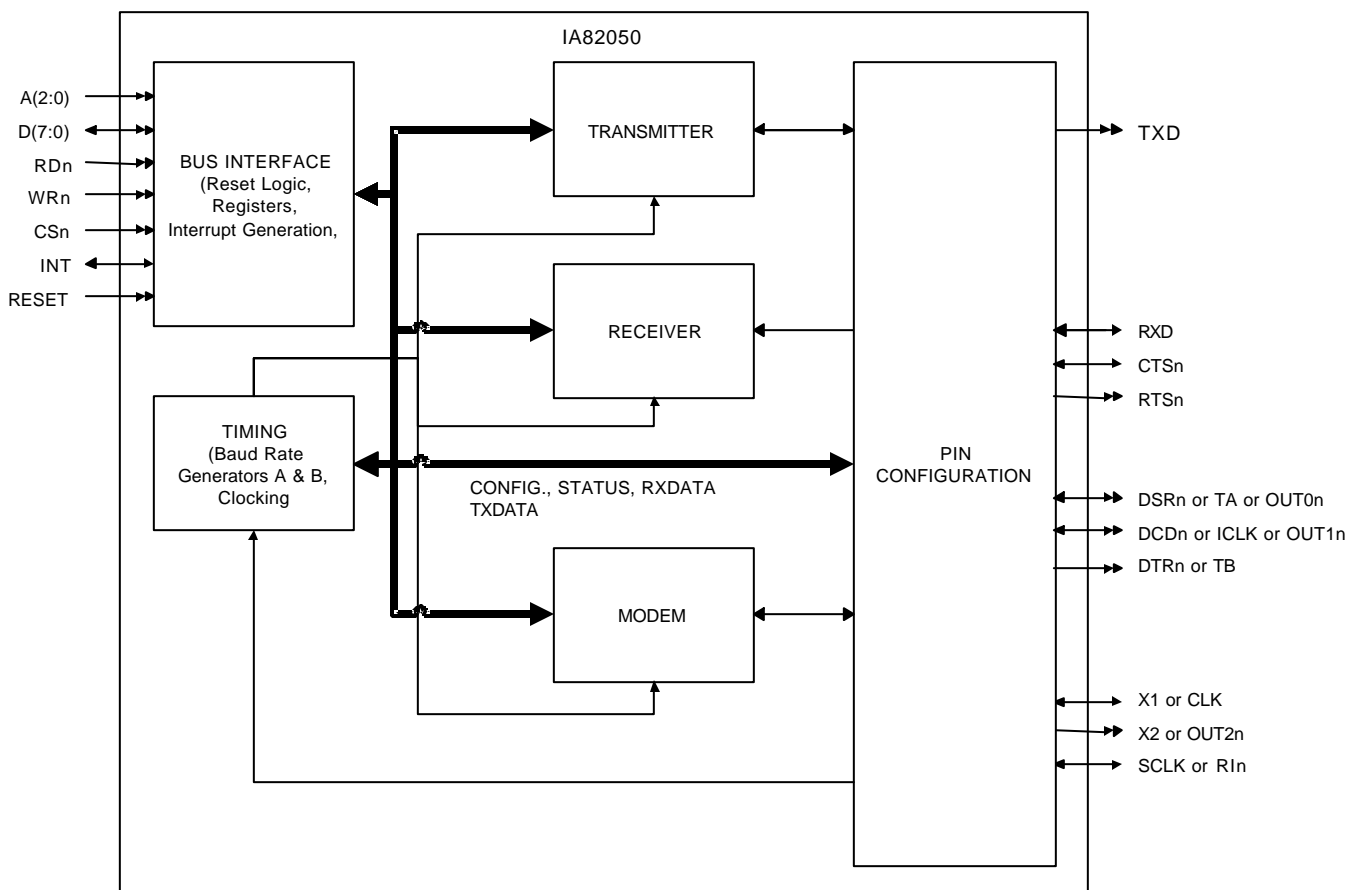 IA82050
A(2:0)
D(7:0)
RDn
WRn
CSn
INT
RESET
BUS INTERFACE
(Reset Logic,
Registers,
Interrupt Generation,
TIMING
(Baud Rate
Generators A & B,
Clocking
TRANSMITTER
RECEIVER
CONFIG., STATUS, RXDATA
TXDATA
MODEM
PIN
CONFIGURATION
TXD
RXD
CTSn
RTSn
DSRn or TA or OUT0n
DCDn or ICLK or OUT1n
DTRn or TB
X1 or CLK
X2 or OUT2n
SCLK or RIn